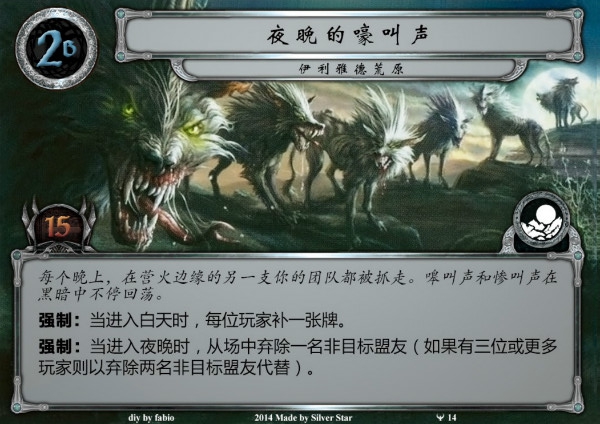 2B
夜晚的嚎叫声
伊利雅德荒原
15
每个晚上，在营火边缘的另一支你的团队都被抓走。嗥叫声和惨叫声在
黑暗中不停回荡。
强制：当进入白天时，每位玩家补一张牌。
强制：当进入夜晚时，从场中弃除一名非目标盟友（如果有三位或更多
玩家则以弃除两名非目标盟友代替）。
diy by fabio 2014 Made by Silver Star 14